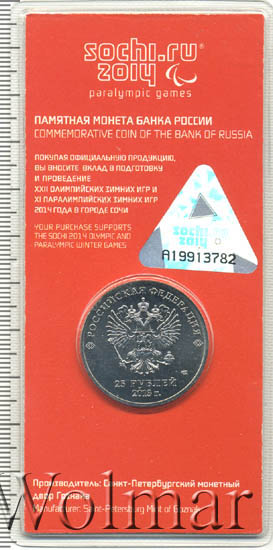 sochi.ru
2014
paralympic games
ПАМЯТНАЯ МОНЕТА БАНКА РОССИИ
COMMEMORATIVE COIN OF THE BANK OF RUSSIA
ПОКУПАЯ ОФИЦИАЛЬНУЮ ПРОДУКЦИЮ,
ВЫ ВНОСИТЕ ВКЛАД В ПОДГОТОВКУ
И ПРОВЕДЕНИЕ
XXII ОЛИМПИЙСКИХ ЗИМНИХ ИГР И
XI ПАРАЛИМПИЙСКИХ ЗИМНИХ ИГР
2014 ГОДА В ГОРОДЕ СОЧИ
YOUR PURCHASE SUPPORTS
THE SOCHI 2014 OLYMPIC AND
PARALYMPIC WINTER GAMES
A19913782
РОССИЙСКАЯ ФЕДЕРАЦИЯ
25 РУБЛЕЙ
2013 г.
Производитель: Санкт-Петербургский монетный
двор Гознака
Manufacturer: Saint-Petersburg Mint of Goznak
Wolmar